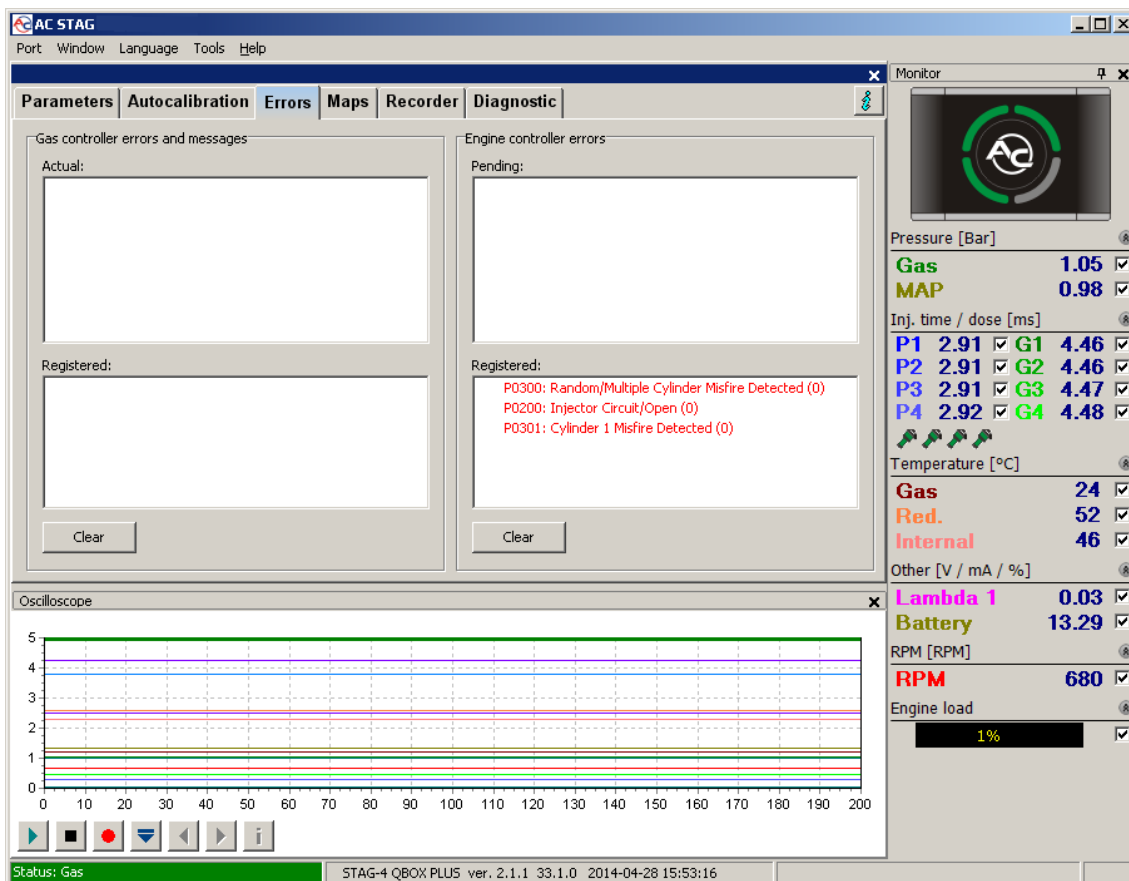 AC STAG
Port Window Language Tools Help
Parameters Autocalibration Errors Maps Recorder Diagnostic
Gas controller errors and messages
Actual:
Registered:
Clear
Engine controller errors
Pending:
Registered:
P0300: Random/Multiple Cylinder Misfire Detected (0)
P0200: Injector Circuit/Open (0)
P0301: Cylinder 1 Misfire Detected (0)
Clear
Oscilloscope
5
4
3
2
1
0
0 10 20 30 40 50 60 70 80 90 100 110 120 130 140 150 160 170 180 190 200
Monitor
AC
Pressure [Bar]
Gas 1.05
MAP 0.98
Inj. time / dose [ms]
P1 2.91 G1 4.46
P2 2.91 G2 4.46
P3 2.91 G3 4.47
P4 2.92 G4 4.48
Temperature [ºC]
Gas 24
Red. 52
Internal 46
Other [V / mA / %]
Lambda 1 0.03
Battery 13.29
RPM [RPM]
RPM 680
Engine load
1%
Status: Gas
STAG-4 QBOX PLUS ver. 2.1.1 33.1.0 2014-04-28 15:53:16